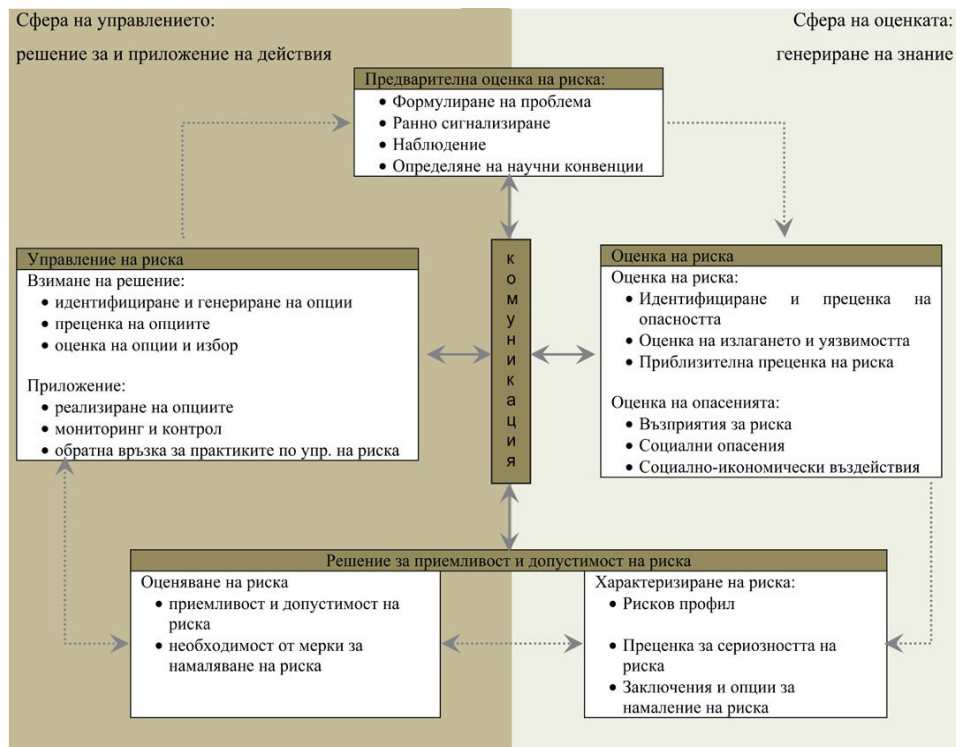 Сфера на управлението:
решение за и приложение на действия
Сфера на оценката:
генериране на знание
Предварителна оценка на риска:
• Формулиране на проблема
• Ранно сигнализиране
• Наблюдение
• Определяне на научни конвенции
Управление на риска
Взимане на решение:
• идентифициране и генериране на опции
• преценка на опциите
• оценка на опции и избор
Приложение:
• реализиране на опциите
• мониторинг и контрол
• обратна връзка за практиките по упр. на риска
комуникация
Оценка на риска
Оценка на риска:
• Идентифициране и преценка на
опасността
• Оценка на излагането и уязвимостта
• Приблизителна преценка на риска
Оценка на опасенията:
• Възприятия за риска
• Социални опасения
• Социално-икономически въздействия
Решение за приемливост и допустимост на риска
Оценяване на риска
• приемливост и допустимост на
риска
• необходимост от мерки за
намаляване на риска
Характеризиране на риска:
• Рисков профил
• Преценка за сериозността на
риска
• Заключения и опции за
намаление на риска